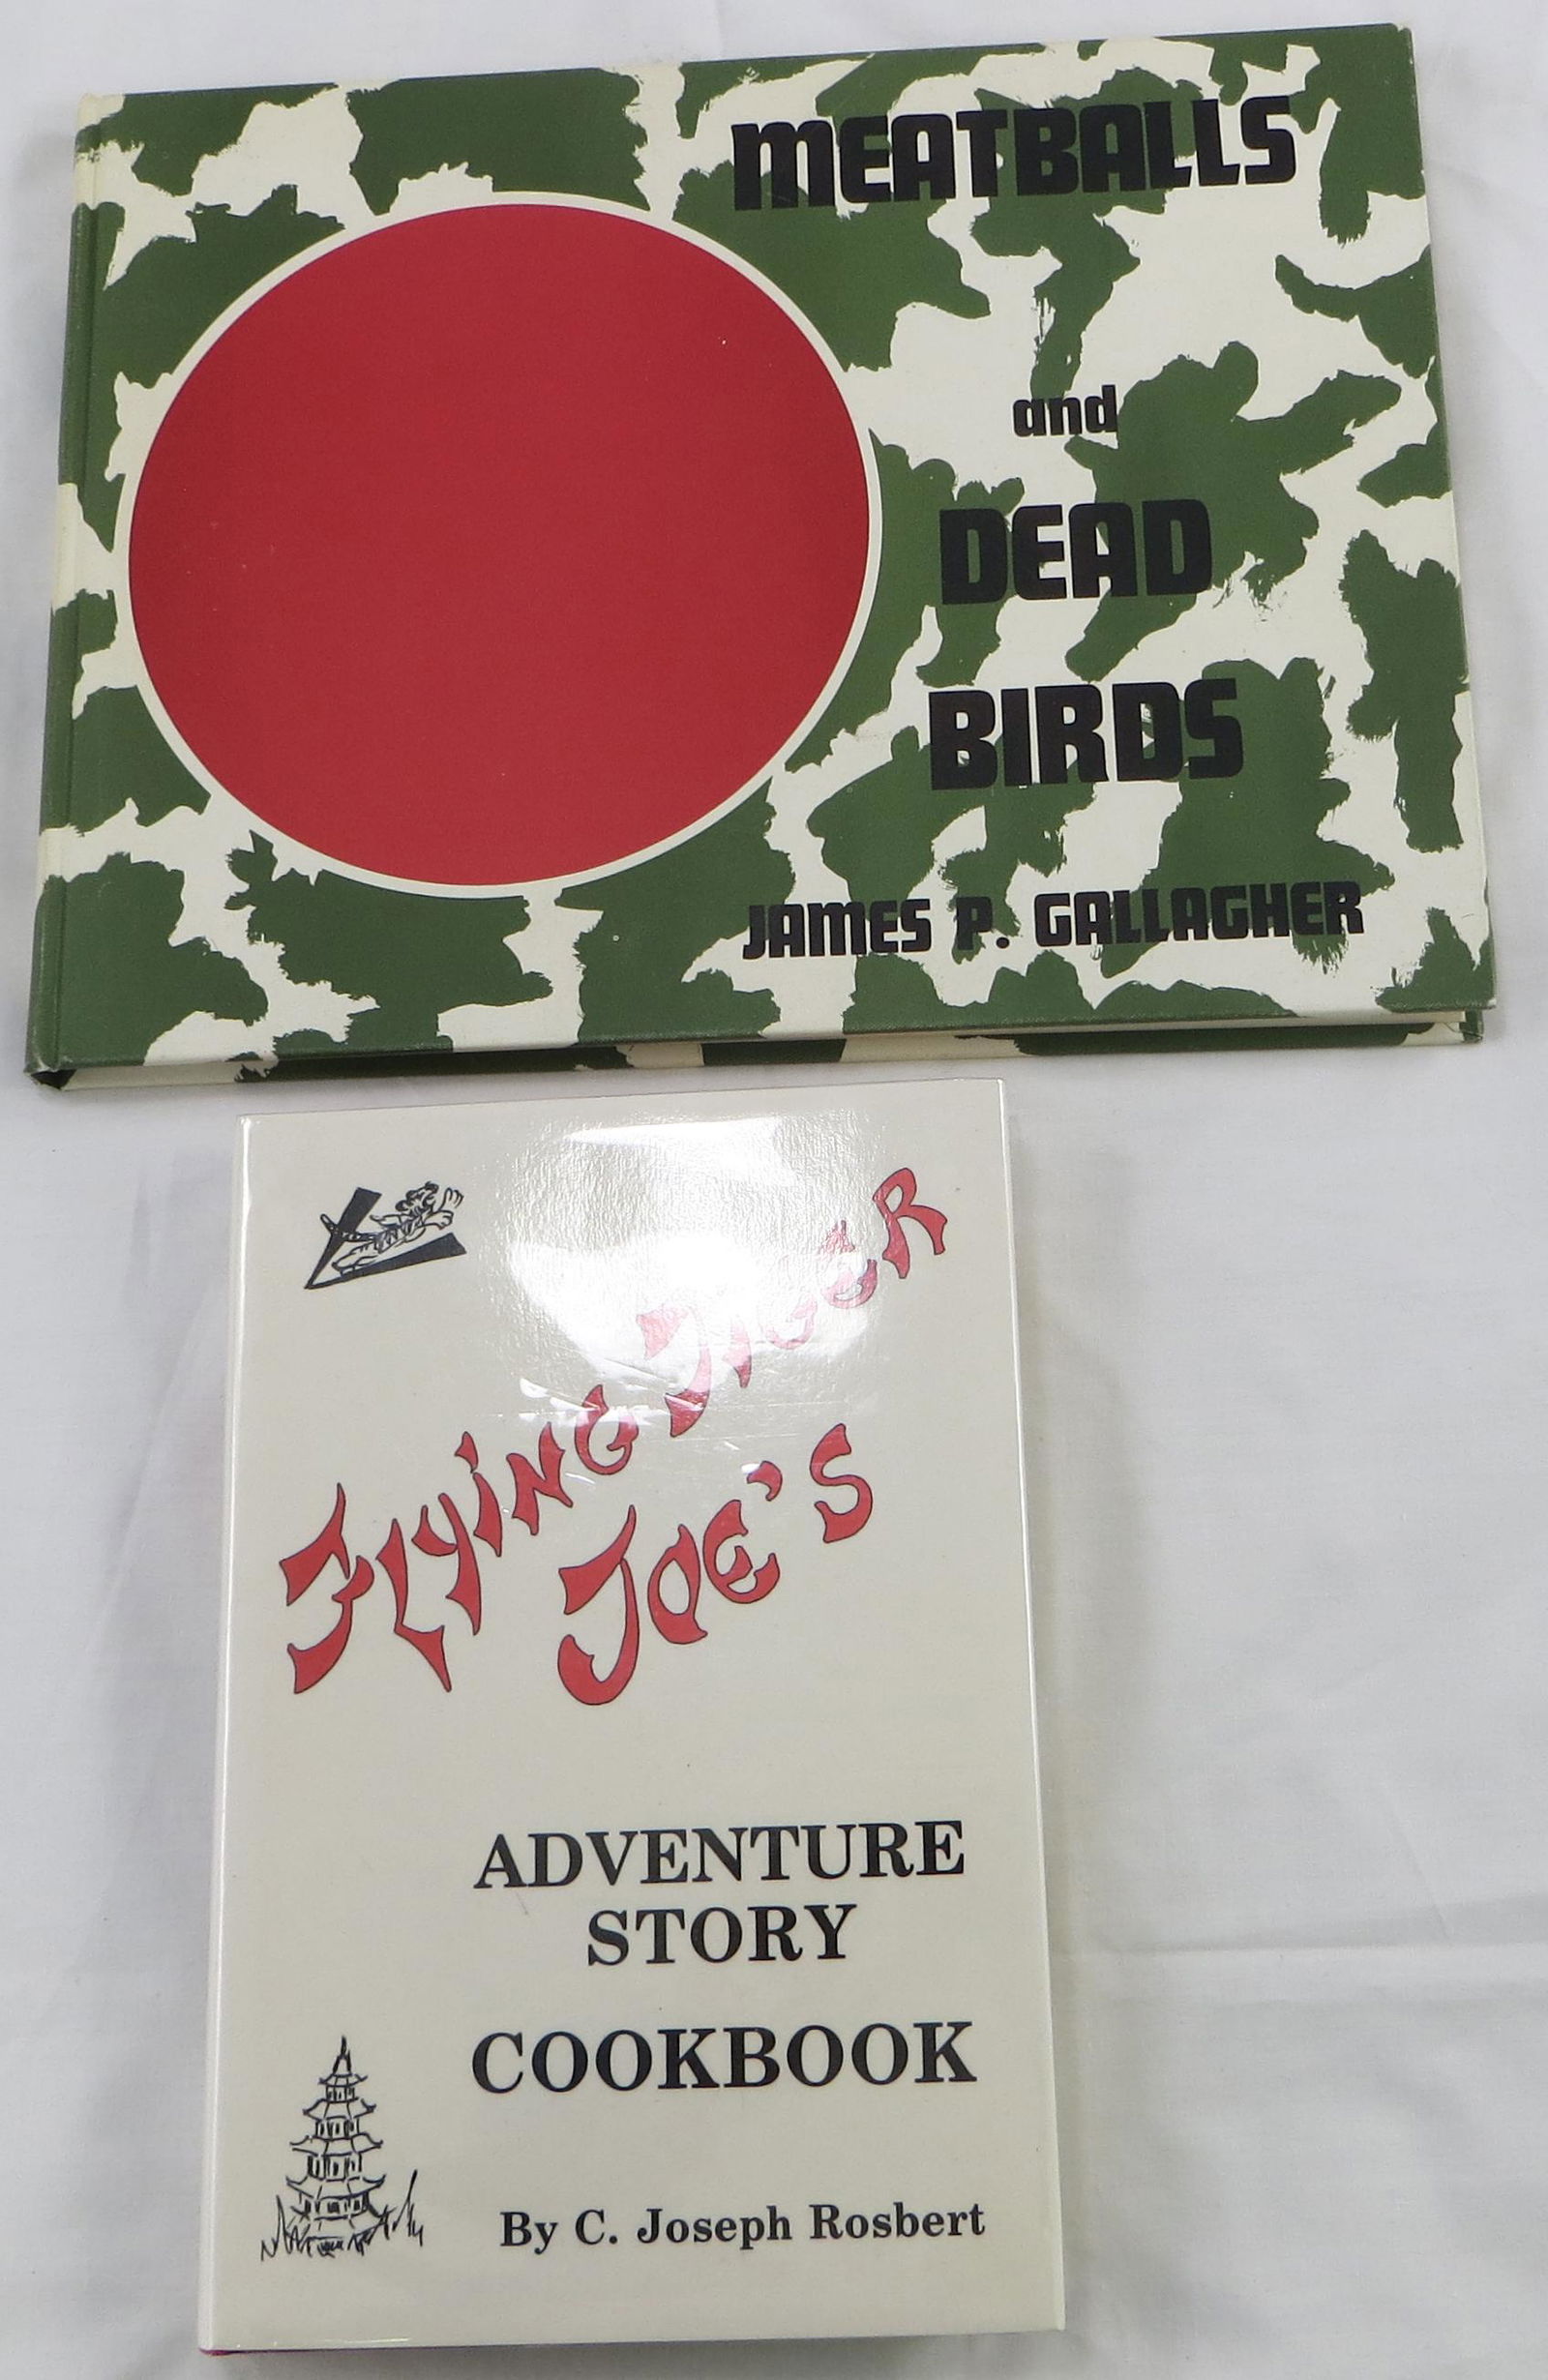 MEATBALLS
and
DEAD
BIRDS
JAMES P. GALLAGHER
FLYING TIGER
JOE'S
ADVENTURE
STORY
COOKBOOK
By C. Joseph Rosbert